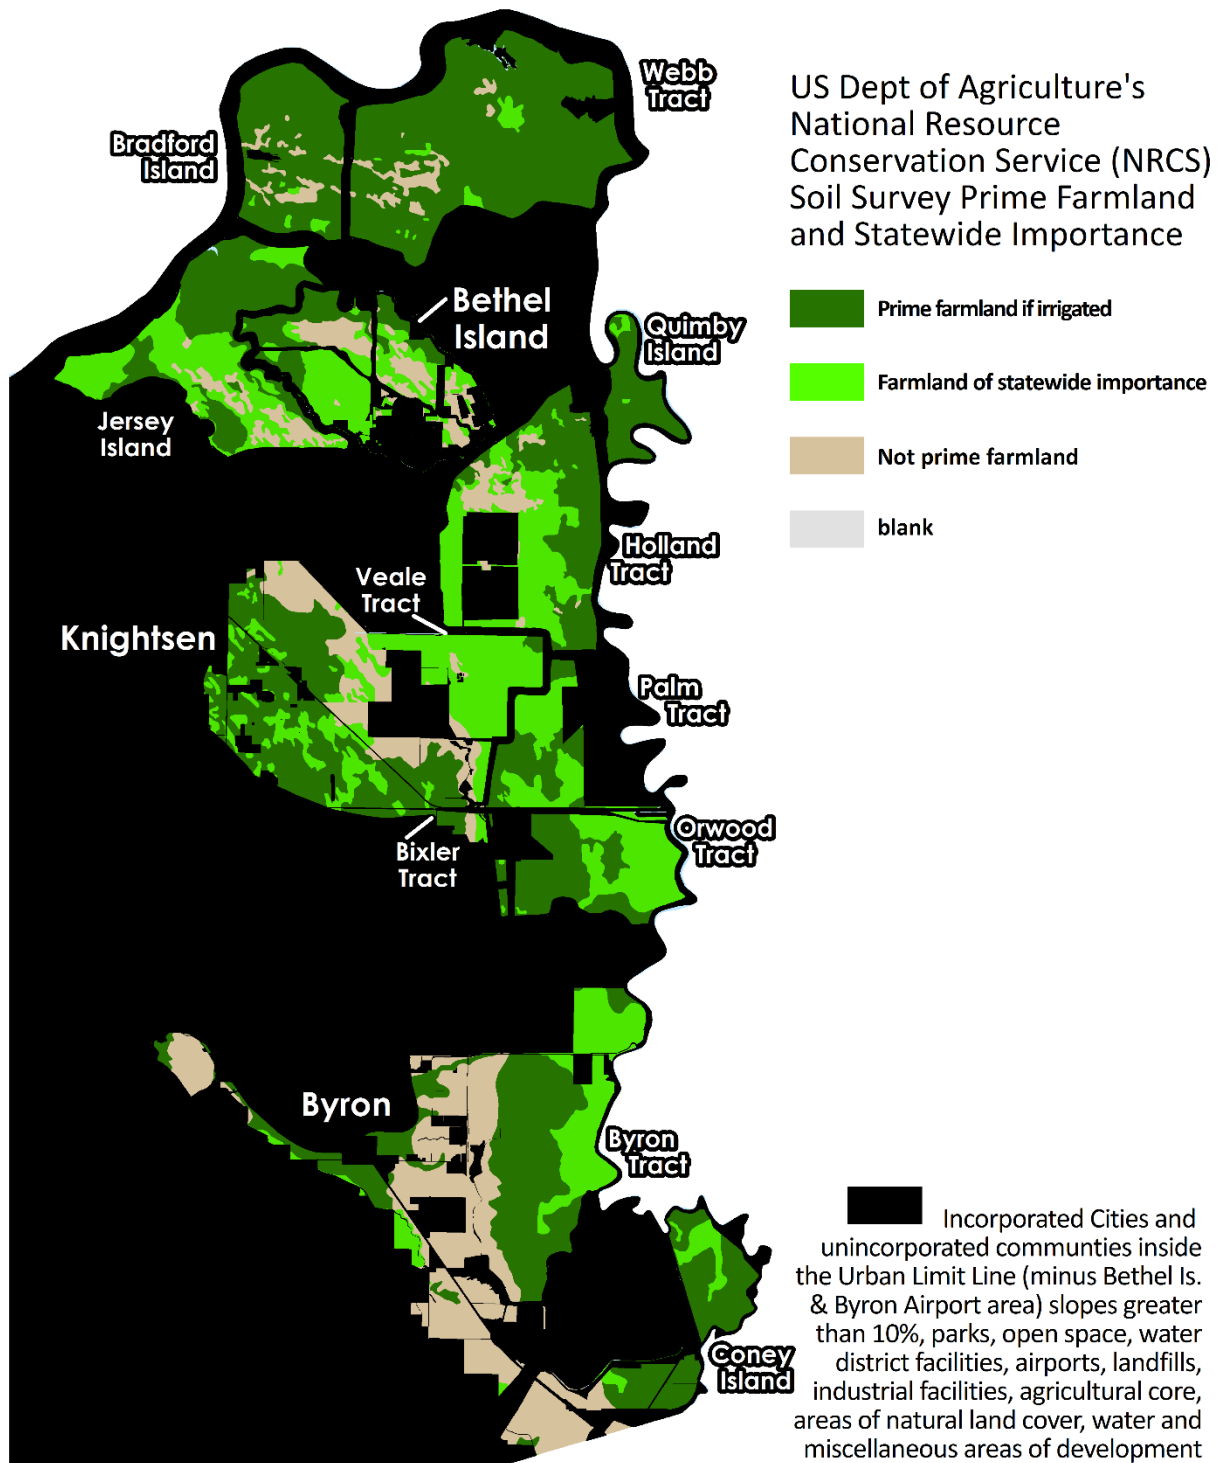 US Dept of Agriculture's
National Resource
Conservation Service (NRCS)
Soil Survey Prime Farmland
and Statewide Importance
Prime farmland if irrigated
Farmland of statewide importance
Not prime farmland
blank
Webb
Tract
Bradford
Island
Bethel
Island
Quimby
Island
Jersey
Island
Holland
Tract
Veale
Tract
Knightsen
Palm
Tract
Orwood
Tract
Bixler
Tract
Byron
Byron
Tract
Coney
Island
Incorporated Cities and
unincorporated communties inside
the Urban Limit Line (minus Bethel Is.
& Byron Airport area) slopes greater
than 10%, parks, open space, water
district facilities, airports, landfills,
industrial facilities, agricultural core,
areas of natural land cover, water and
miscellaneous areas of development